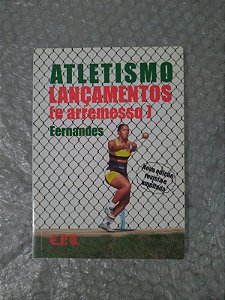 ATLETISMO
LANÇAMENTOS
(e arremesso)
Fernandes
Nova edição
revista e
ampliada
E.P.U.